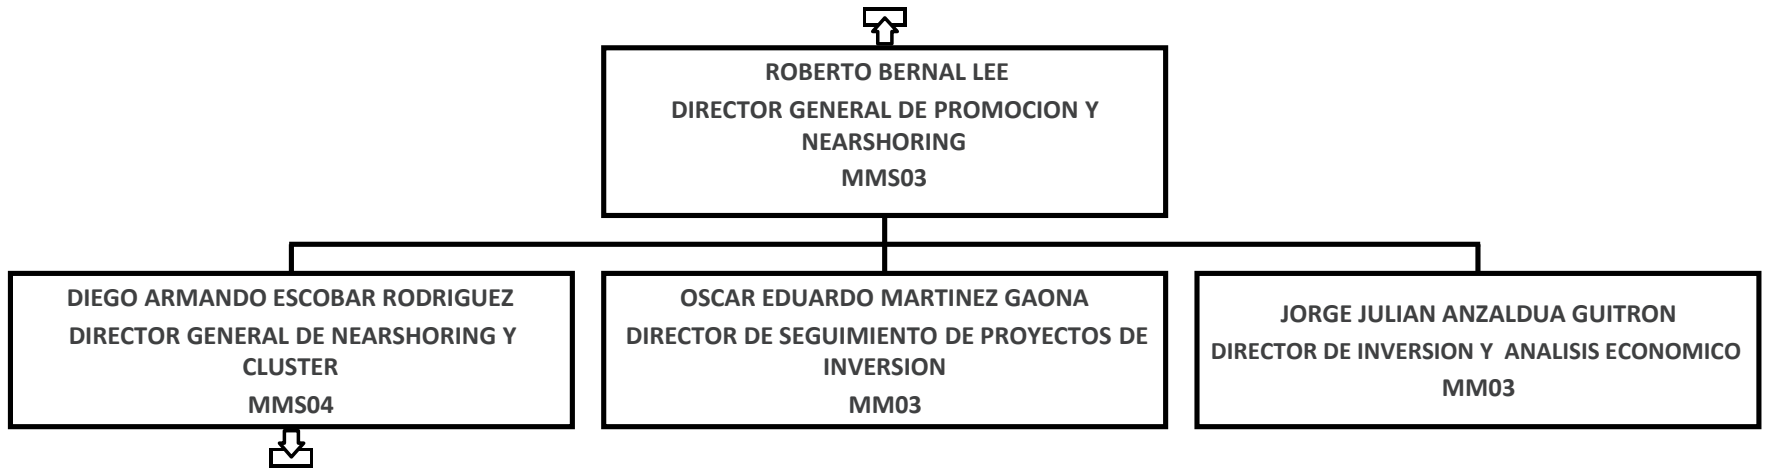 ROBERTO BERNAL LEE
DIRECTOR GENERAL DE PROMOCION Y
NEARSHORING
MMS03
DIEGO ARMANDO ESCOBAR RODRIGUEZ
DIRECTOR GENERAL DE NEARSHORING Y
CLUSTER
MMS04
OSCAR EDUARDO MARTINEZ GAONA
DIRECTOR DE SEGUIMIENTO DE PROYECTOS DE
INVERSION
MM03
JORGE JULIAN ANZALDUA GUITRON
DIRECTOR DE INVERSION Y ANALISIS ECONOMICO
MM03